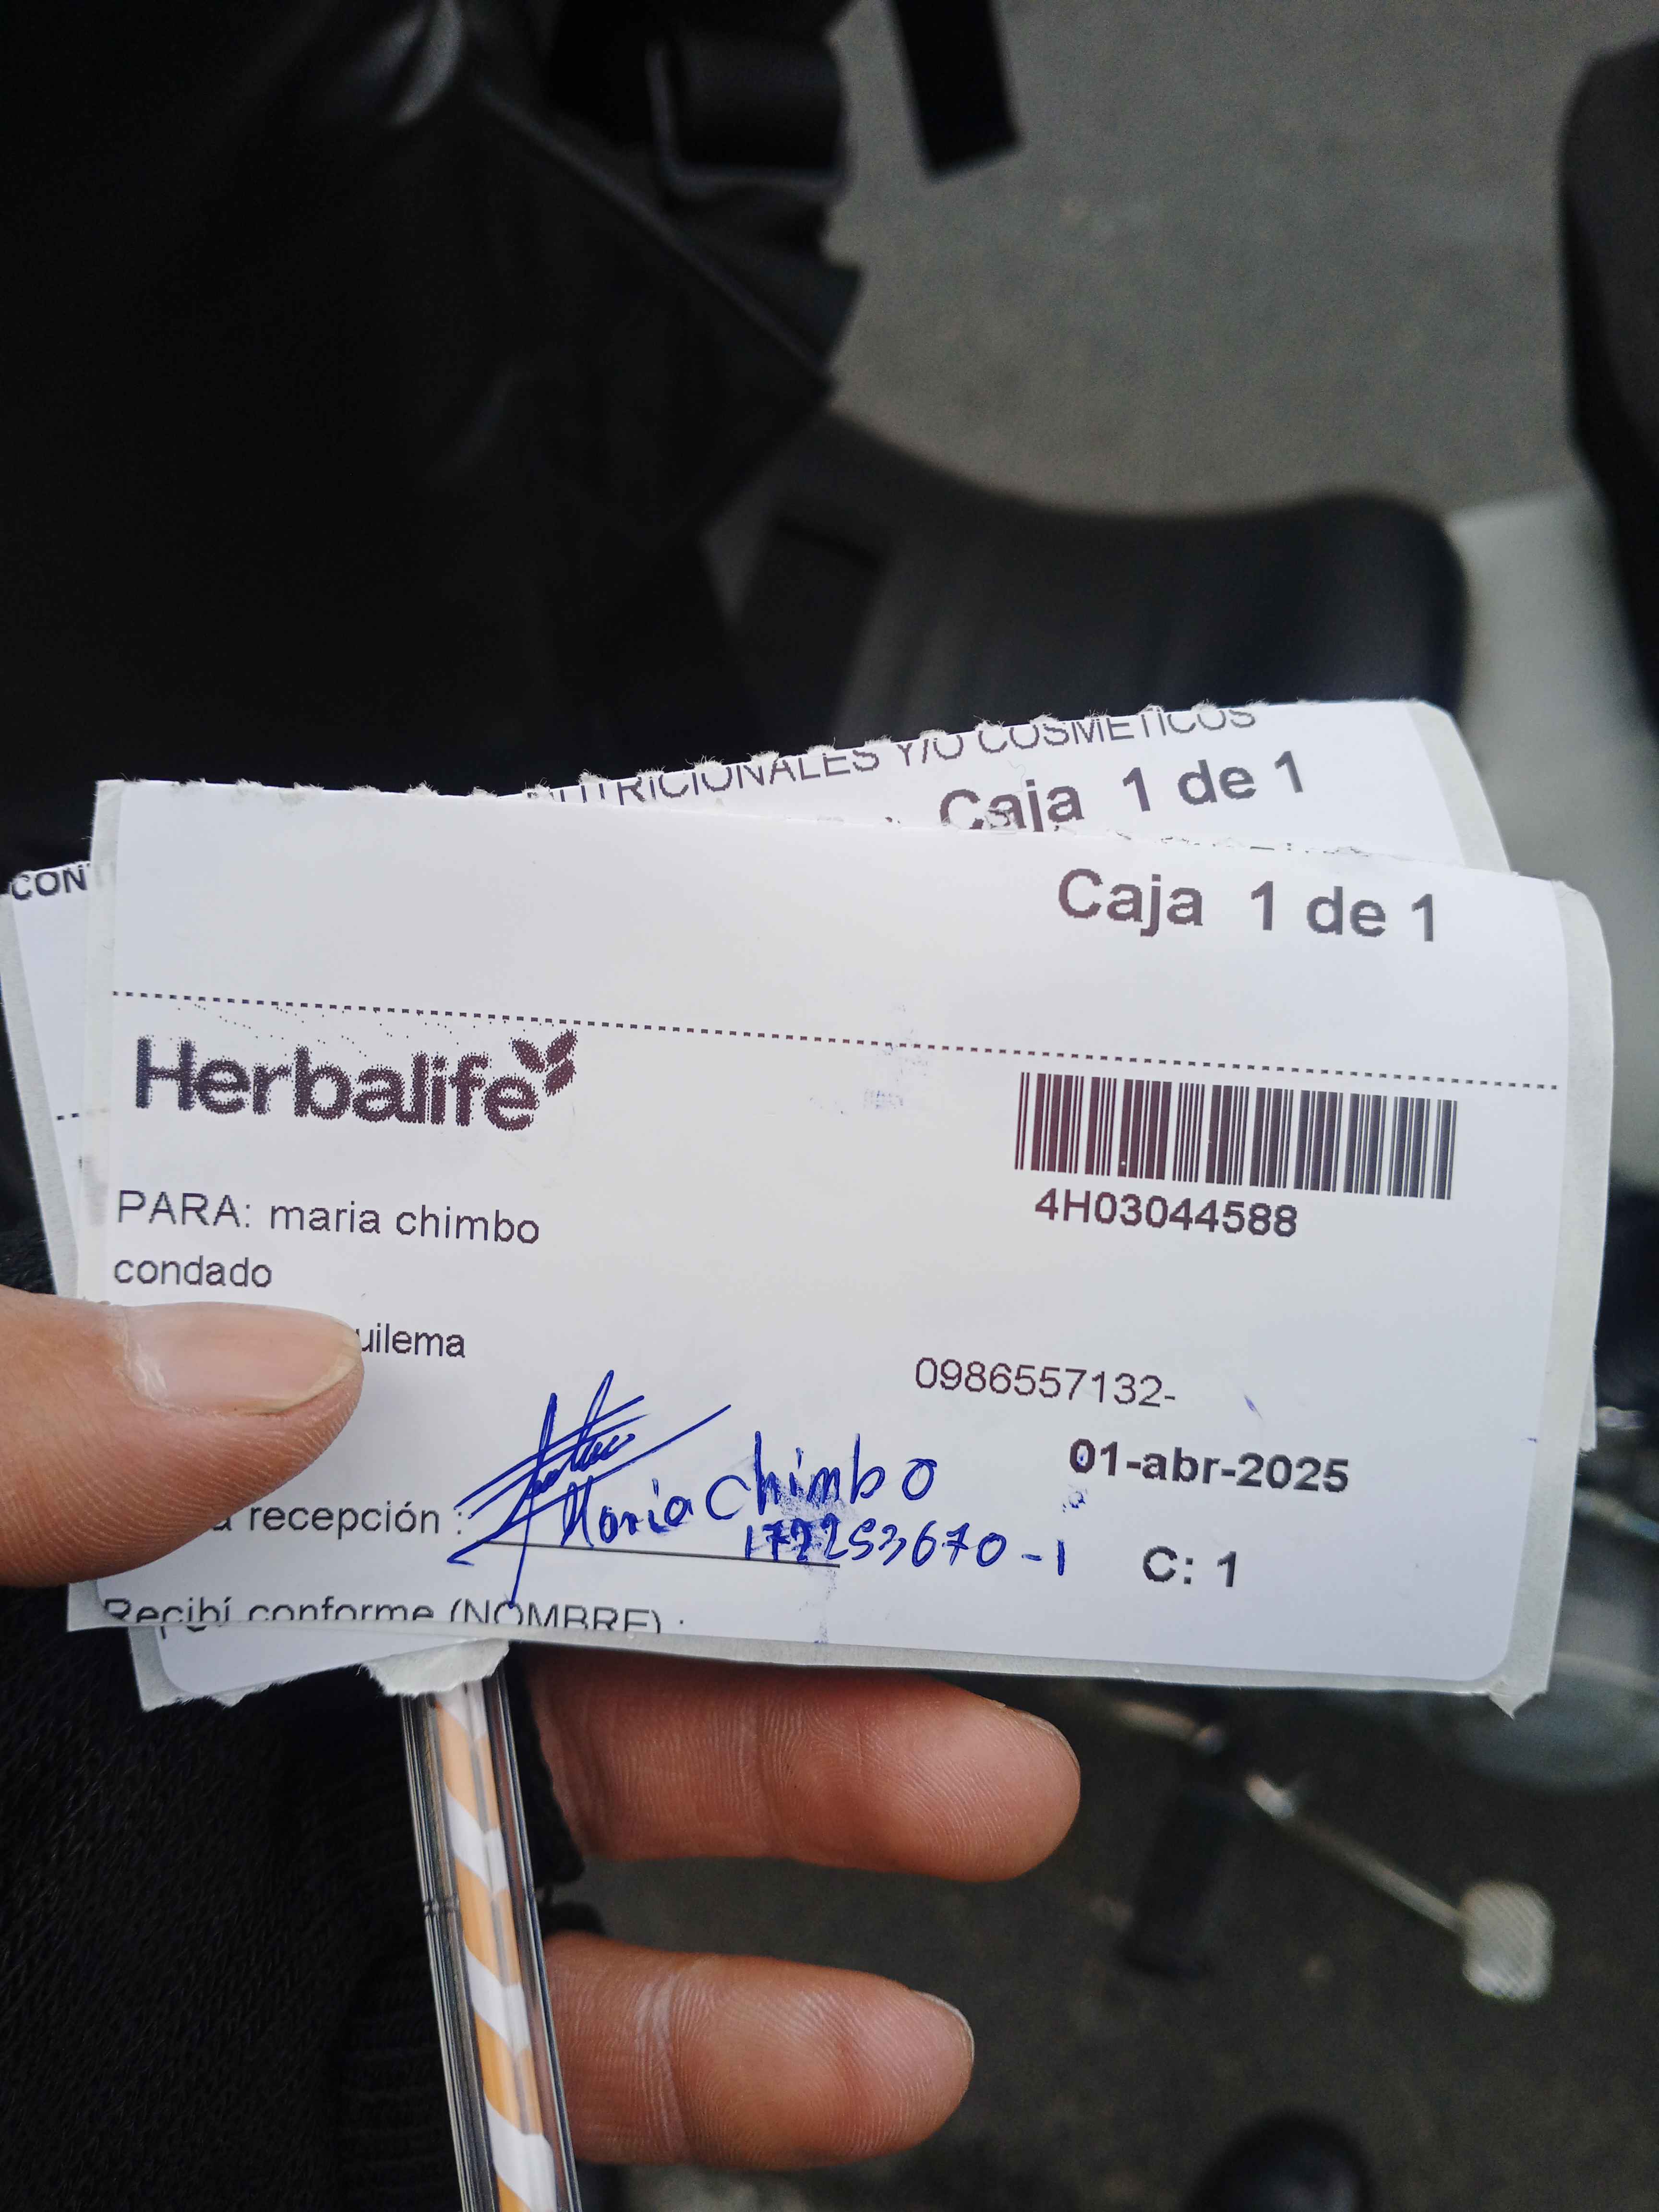 NUTRICIONALES Y/O COSMETICOS
Caja 1 de 1
CON
Caja 1 de 1
Herbalife
4H03044588
PARA: maria chimbo
condado
uilema
0986557132-
01-abr-2025
recepción :
Maria Chimbo
172253670-1
C: 1
Recibí conforme (NOMBRE) :